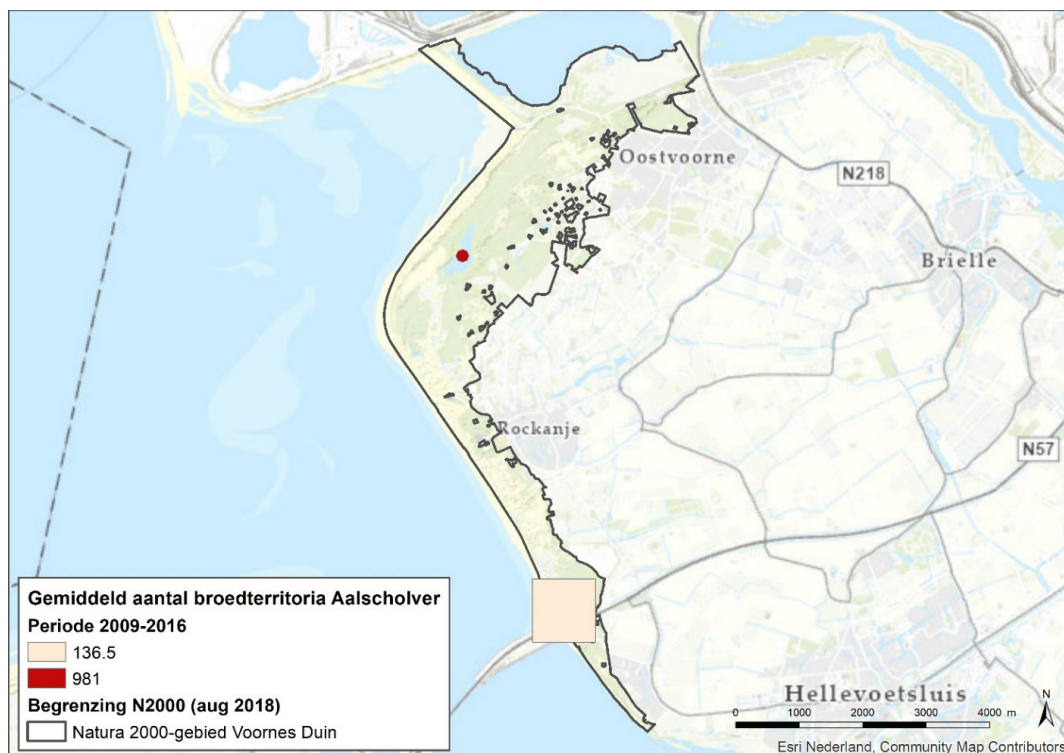 Oostvoorne
N218
Brielle
Rockanje
N57
Hellevoetsluis
Gemiddeld aantal broedterritoria Aalscholver
Periode 2009-2016
136.5
981
Begrenzing N2000 (aug 2018)
Natura 2000-gebied Voornes Duin
N
0 1000 2000 3000 4000 m
Esri Nederland, Community Map Contributors